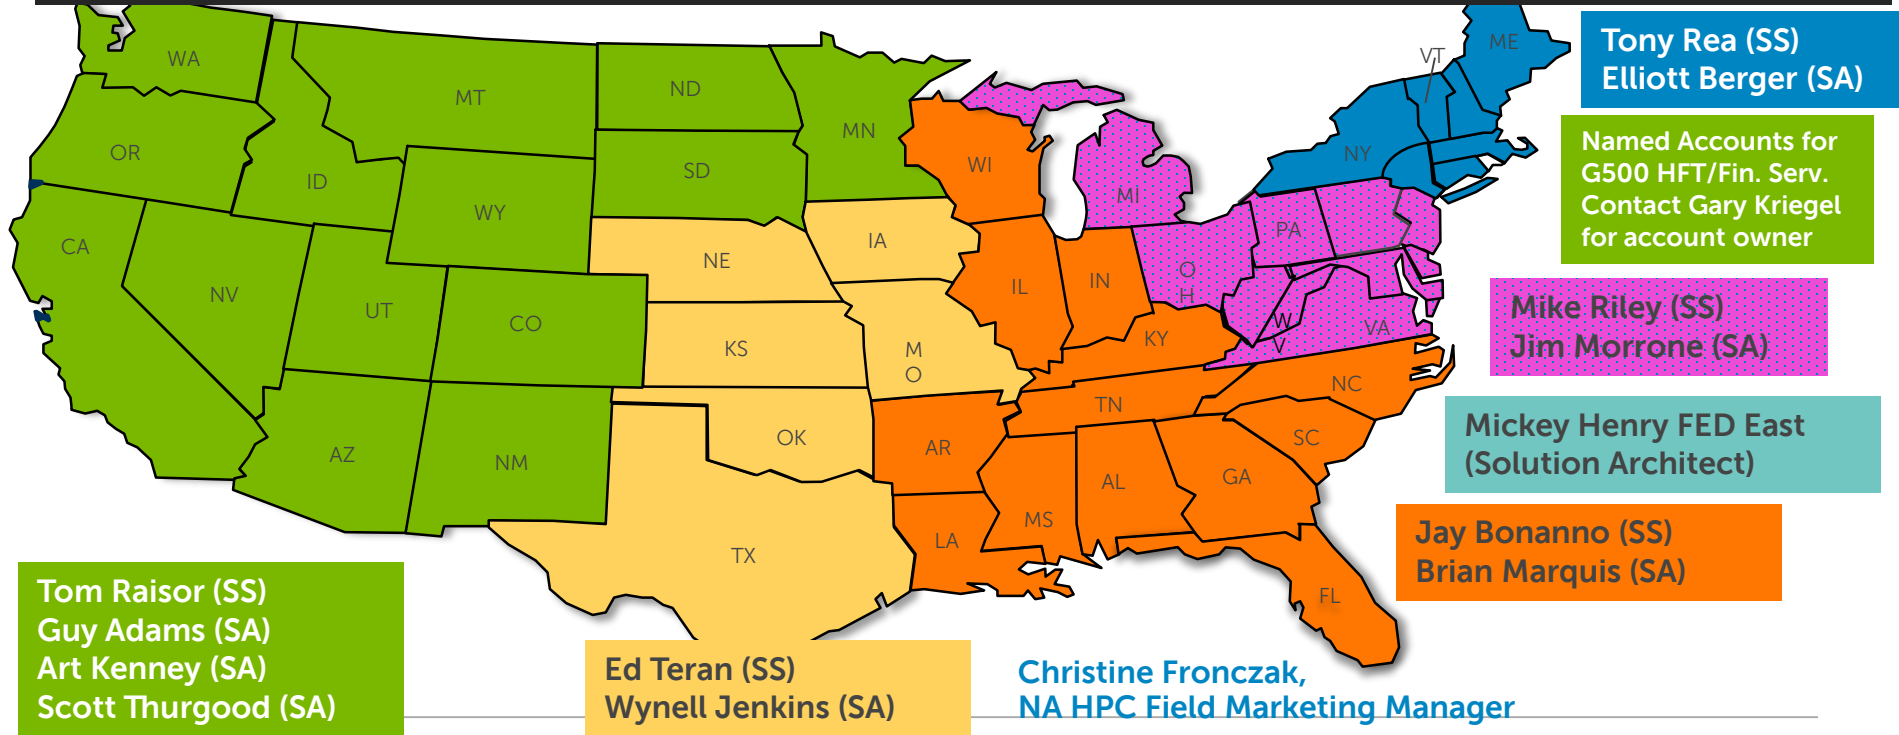 WA
MT
ND
MN
OR
ID
SD
WI
WY
MI
VT
ME
NY
CA
NV
UT
CO
NE
IA
IL
IN
O
H
PA
W
V
VA
KS
M
O
KY
NC
TN
SC
AZ
NM
OK
AR
TX
LA
MS
AL
GA
FL
Tony Rea (SS)
Elliott Berger (SA)
Named Accounts for
G500 HFT/Fin. Serv.
Contact Gary Kriegel
for account owner
Mike Riley (SS)
Jim Morrone (SA)
Mickey Henry FED East
(Solution Architect)
Jay Bonanno (SS)
Brian Marquis (SA)
Tom Raisor (SS)
Guy Adams (SA)
Art Kenney (SA)
Scott Thurgood (SA)
Ed Teran (SS)
Wynell Jenkins (SA)
Christine Fronczak,
NA HPC Field Marketing Manager